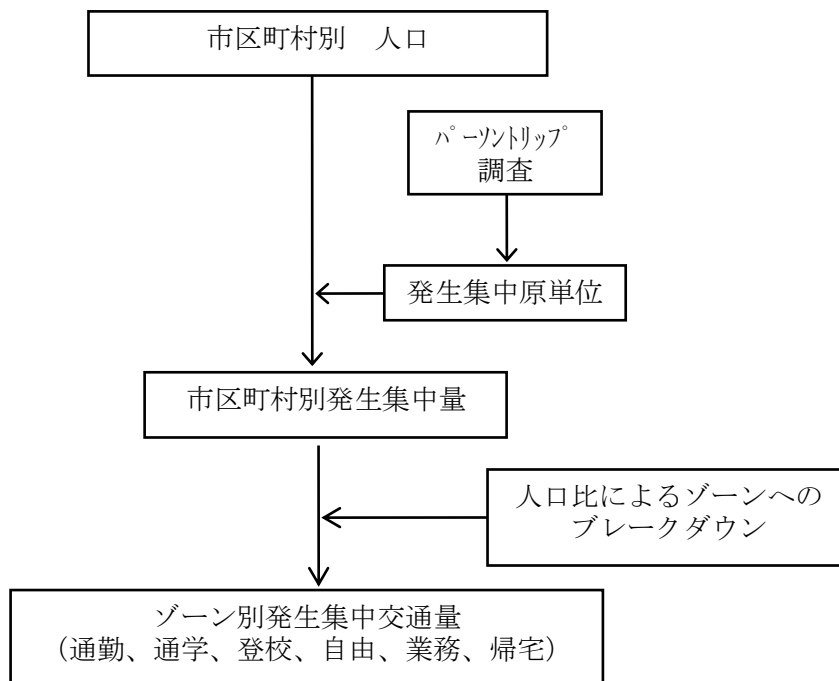 市区町村別　人口
ﾊﾟｰｿﾝﾄﾘｯﾌﾟ
調査
発生集中原単位
市区町村別発生集中量
人口比によるゾーンへの
ブレークダウン
ゾーン別発生集中交通量
（通勤、通学、登校、自由、業務、帰宅）